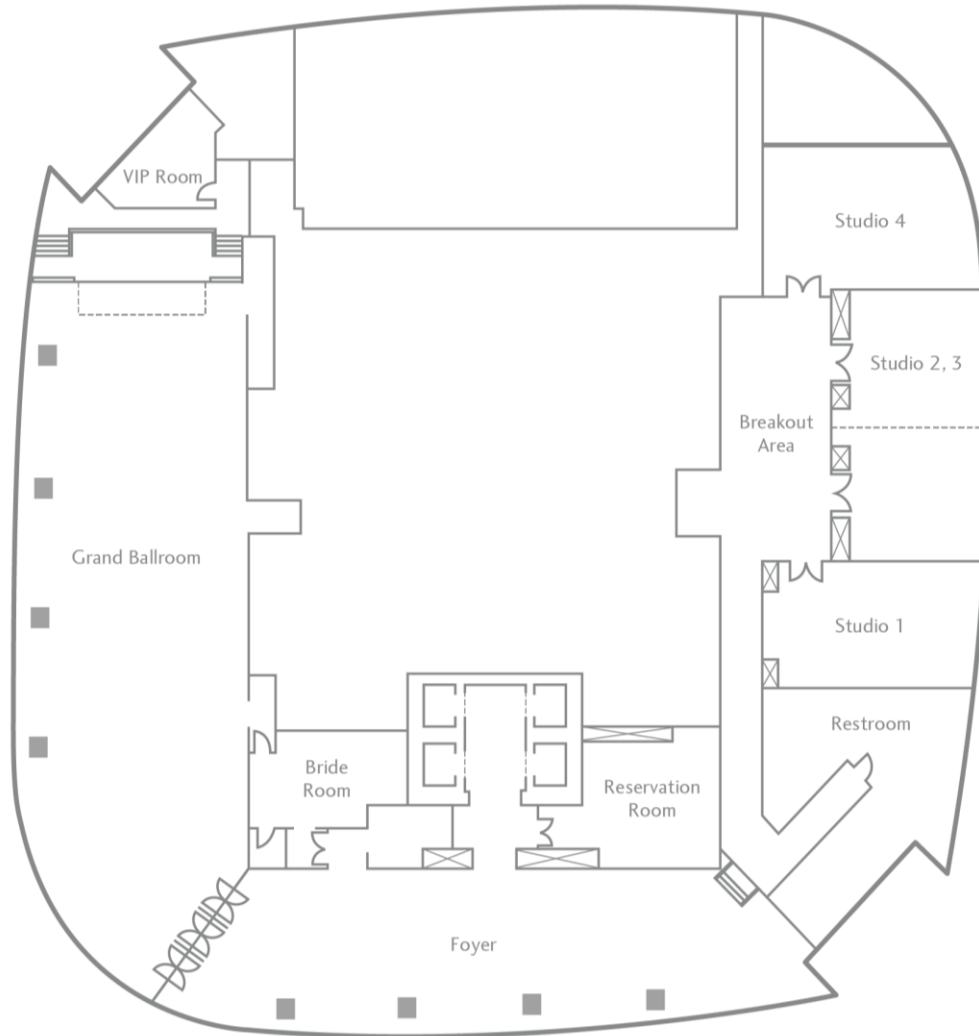 VIP Room
Studio 4
Studio 2, 3
Breakout
Area
Grand Ballroom
Studio 1
Restroom
Bride
Room
Reservation
Room
Foyer